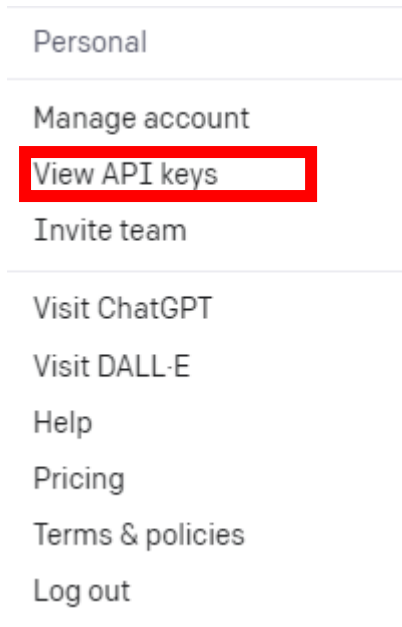 Personal
Manage account
View API keys
Invite team
Visit ChatGPT
Visit DALL·E
Help
Pricing
Terms & policies
Log out